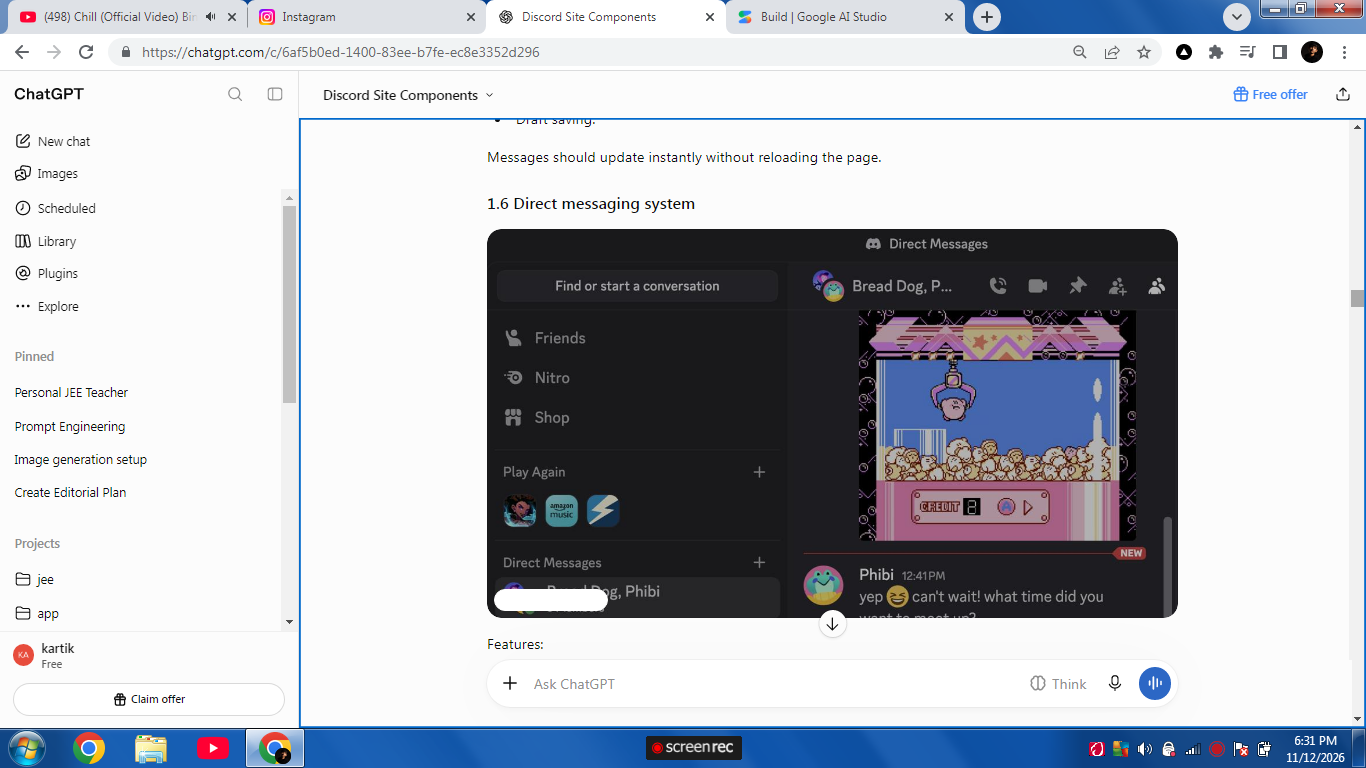 (498) Chill (Official Video) Bin
Instagram
Discord Site Components
Build | Google AI Studio
https://chatgpt.com/c/6af5b0ed-1400-83ee-b7fe-ec8e3352d296
ChatGPT
Discord Site Components
Free offer
New chat
Images
Scheduled
Library
Plugins
Explore
Pinned
Personal JEE Teacher
Prompt Engineering
Image generation setup
Create Editorial Plan
Projects
jee
app
KA
kartik
Free
Claim offer
Draft saving.
Messages should update instantly without reloading the page.
1.6 Direct messaging system
Direct Messages
Find or start a conversation
Bread Dog, P...
Friends
Nitro
Shop
Play Again
amazon
music
CREDIT 2
A
Direct Messages
NEW
Dog, Phibi
Phibi 12:41 PM
yep 😆 can't wait! what time did you
want to meet up?
Features:
Ask ChatGPT
Think
screenrec
6:31 PM
11/12/2026